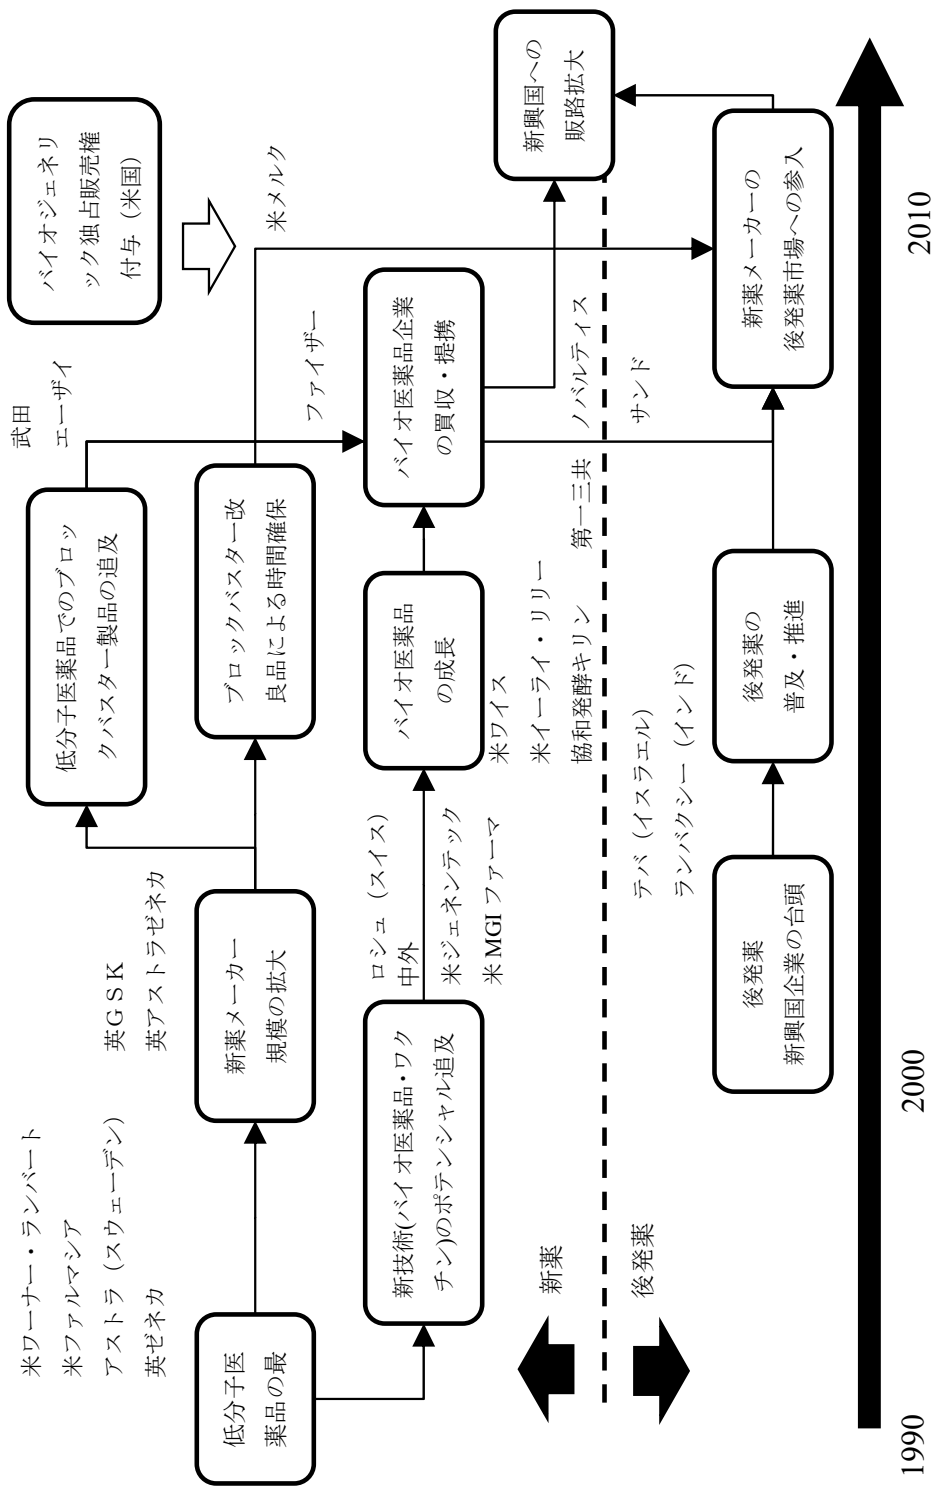 米ワーナー・ランバート
米ファルマシア
アストラ（スウェーデン）
英ゼネカ
低分子医
薬品の最
英ＧＳＫ
英アストラゼネカ
新薬メーカー
規模の拡大
武田
エーザイ
低分子医薬品でのブロッ
クバスター製品の追及
ブロックバスター改
良品による時間確保
バイオジェネリ
ック独占販売権
付与（米国）
米メルク
ファイザー
新技術(バイオ医薬品・ワク
チン)のポテンシャル追及
ロシュ（スイス）
中外
米ジェネンテック
米 MGI ファーマ
バイオ医薬品
の成長
米ワイス
米イーライ・リリー
協和発酵キリン
第一三共
バイオ医薬品企業
の買収・提携
ノバルティス
サンド
新興国への
販路拡大
新薬
後発薬
テバ（イスラエル）
ランバクシー（インド）
後発薬
新興国企業の台頭
後発薬の
普及・推進
新薬メーカーの
後発薬市場への参入
1990
2000
2010